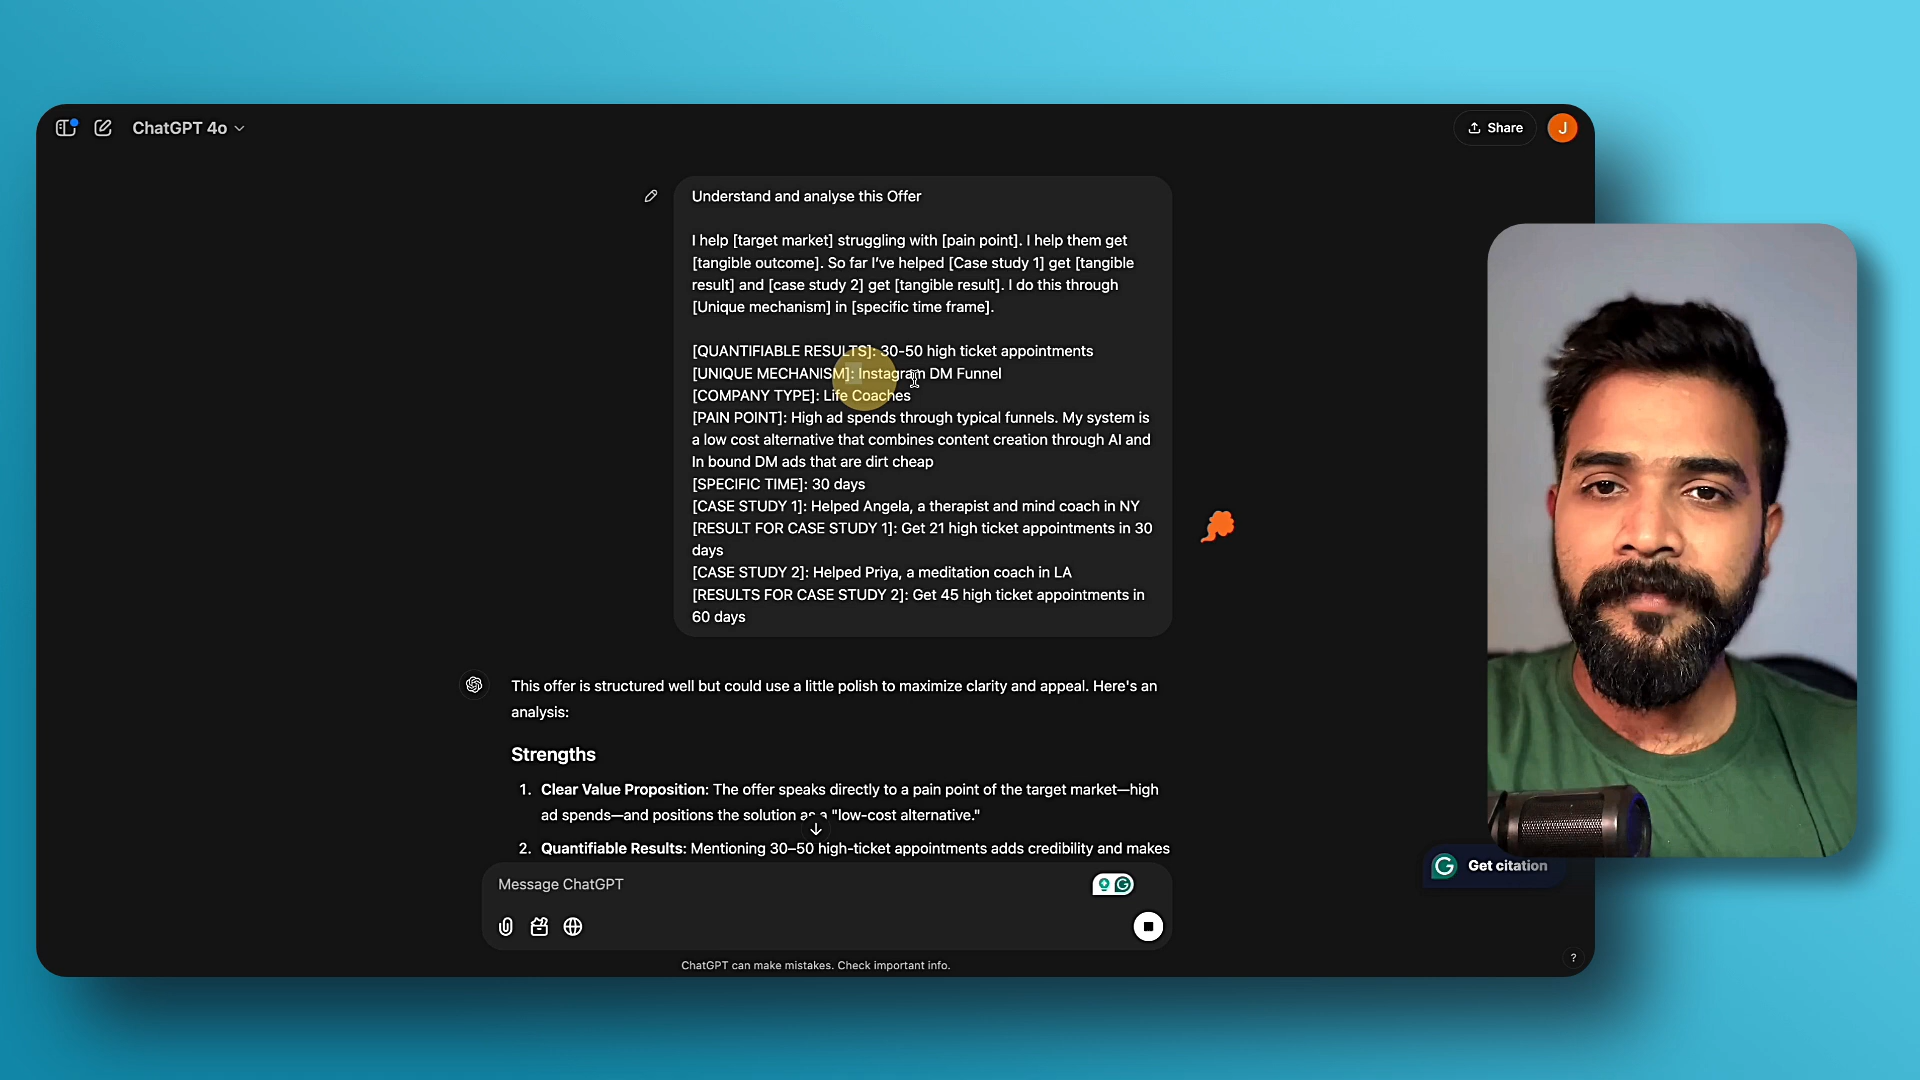 ChatGPT 4o
Share
J
Understand and analyse this Offer
I help [target market] struggling with [pain point]. I help them get
[tangible outcome]. So far I've helped [Case study 1] get [tangible
result] and [case study 2] get [tangible result]. I do this through
[Unique mechanism] in [specific time frame].
[QUANTIFIABLE RESULTS]: 30-50 high ticket appointments
[UNIQUE MECHANISM]: Instagram DM Funnel
[COMPANY TYPE]: Life Coaches
[PAIN POINT]: High ad spends through typical funnels. My system is
a low cost alternative that combines content creation through AI and
In bound DM ads that are dirt cheap
[SPECIFIC TIME]: 30 days
[CASE STUDY 1]: Helped Angela, a therapist and mind coach in NY
[RESULT FOR CASE STUDY 1]: Get 21 high ticket appointments in 30
days
[CASE STUDY 2]: Helped Priya, a meditation coach in LA
[RESULTS FOR CASE STUDY 2]: Get 45 high ticket appointments in
60 days
This offer is structured well but could use a little polish to maximize clarity and appeal. Here's an
analysis:
Strengths
1. Clear Value Proposition: The offer speaks directly to a pain point of the target market—high
ad spends—and positions the solution as a "low-cost alternative."
2. Quantifiable Results: Mentioning 30–50 high-ticket appointments adds credibility and makes
Message ChatGPT
Get citation
ChatGPT can make mistakes. Check important info.
?